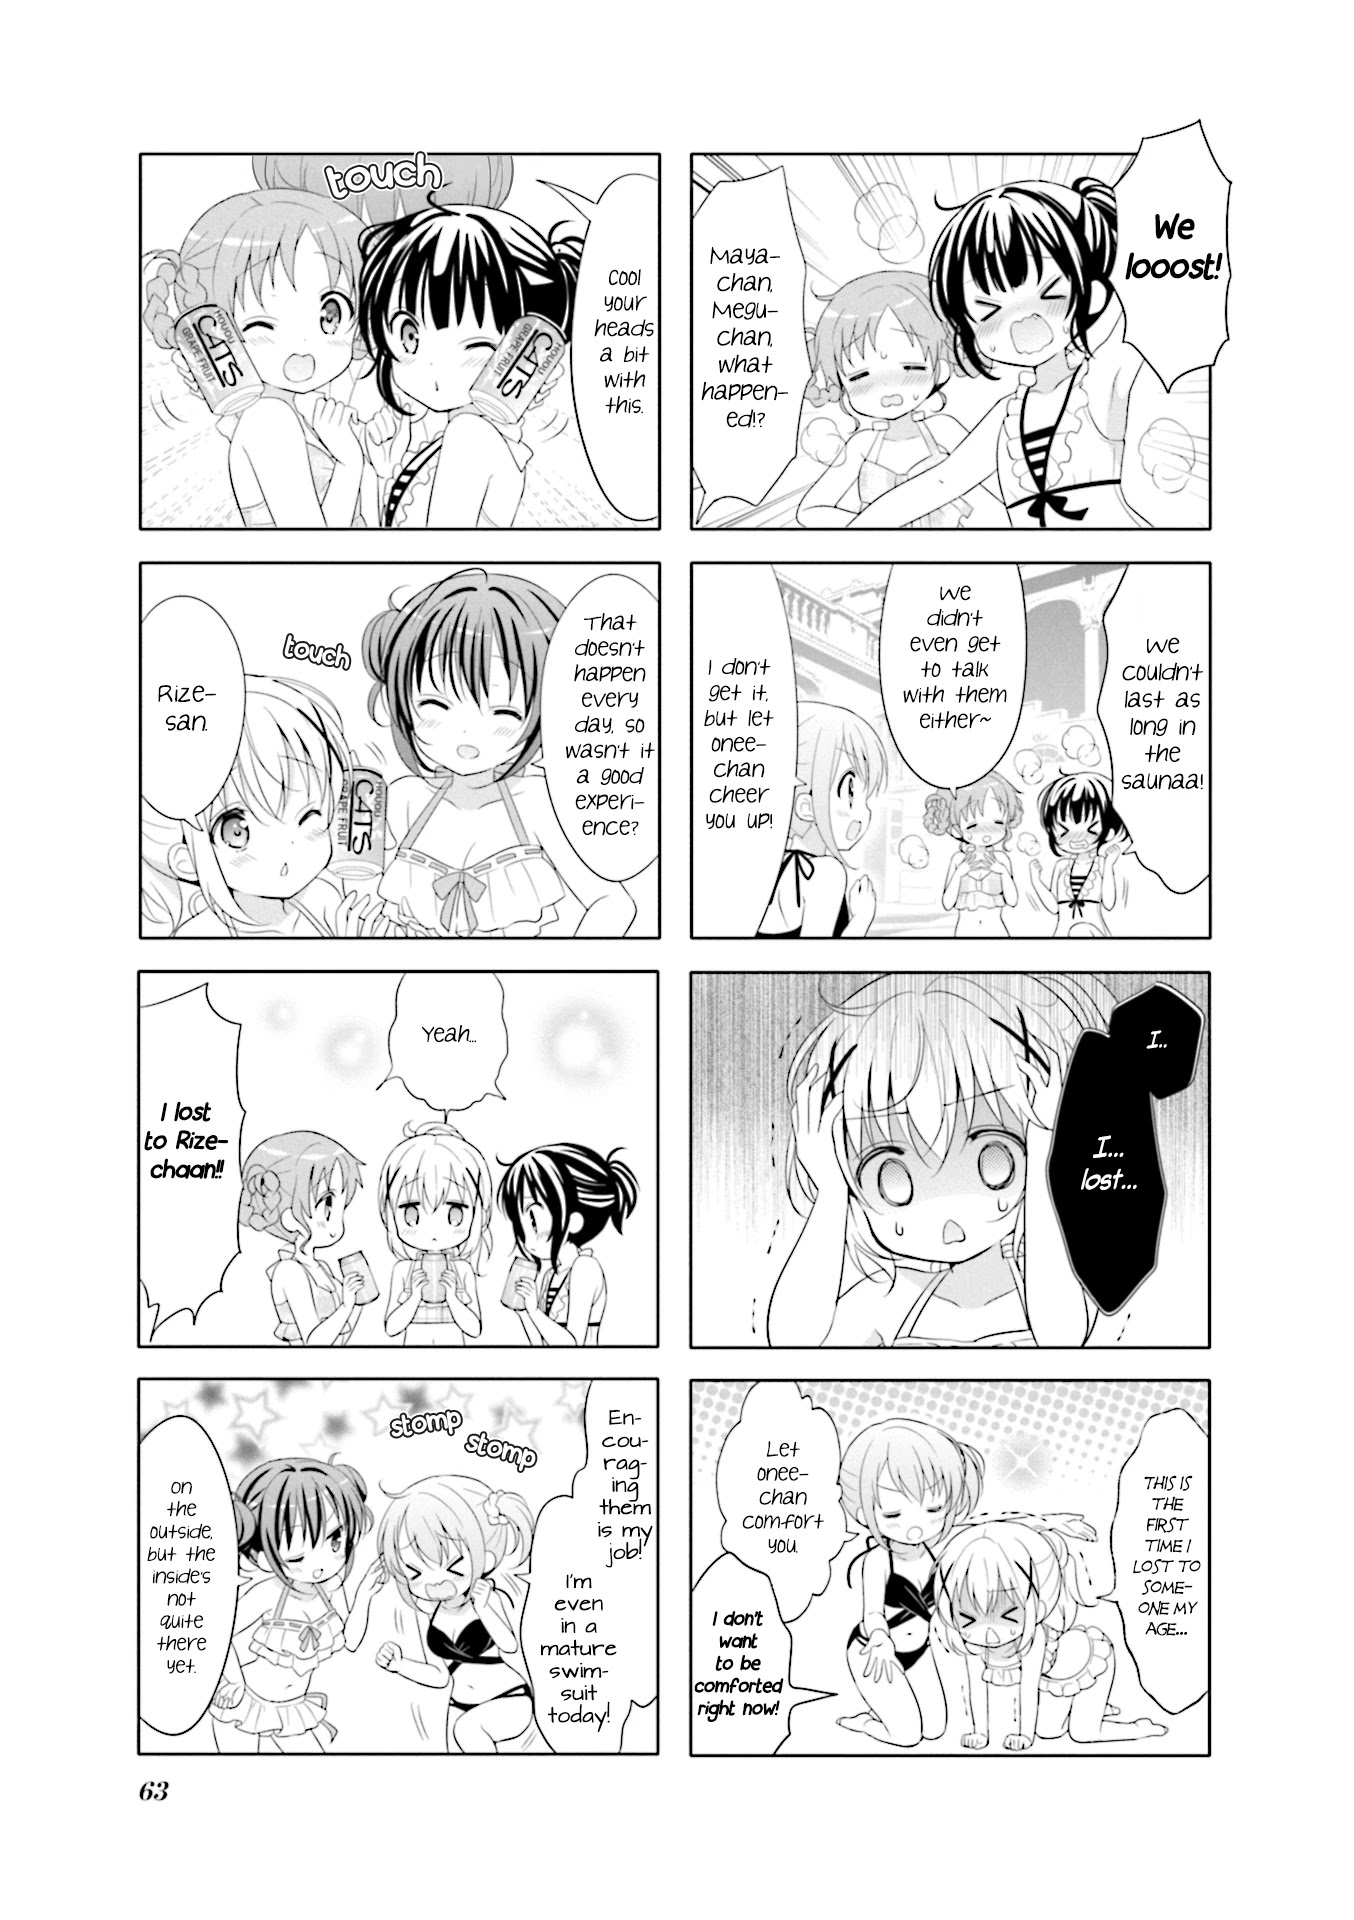 We
looost!
Maya-
chan,
Megu-
chan,
what
happen-
ed!?
We
couldn't
last as
long in
the
saunaa!
We
didn't
even get
to talk
with them
either~
I don't
get it,
but let
onee-
chan
cheer
you up!
I..
I...
lost...
THIS IS
THE
FIRST
TIME I
LOST TO
SOME-
ONE MY
AGE...
Let
onee-
chan
comfort
you.
I don't
want
to be
comforted
right now!
touch
Cool
your
heads
a bit
with
this.
HOUOU
CATS
GRAPE FRUIT
HOUOU
CATS
GRAPE FRUIT
That
doesn't
happen
every
day, so
wasn't it
a good
experi-
ence?
touch
HOUOU
CATS
GRAPE FRUIT
Rize-
san.
Yeah...
I lost
to Rize-
chaan!!
En-
cou-
rag-
ing
them
is my
job!
I'm
even
in a
mature
swim-
suit
today!
stomp
stomp
on
the
outside,
but the
inside's
not
quite
there
yet.
63